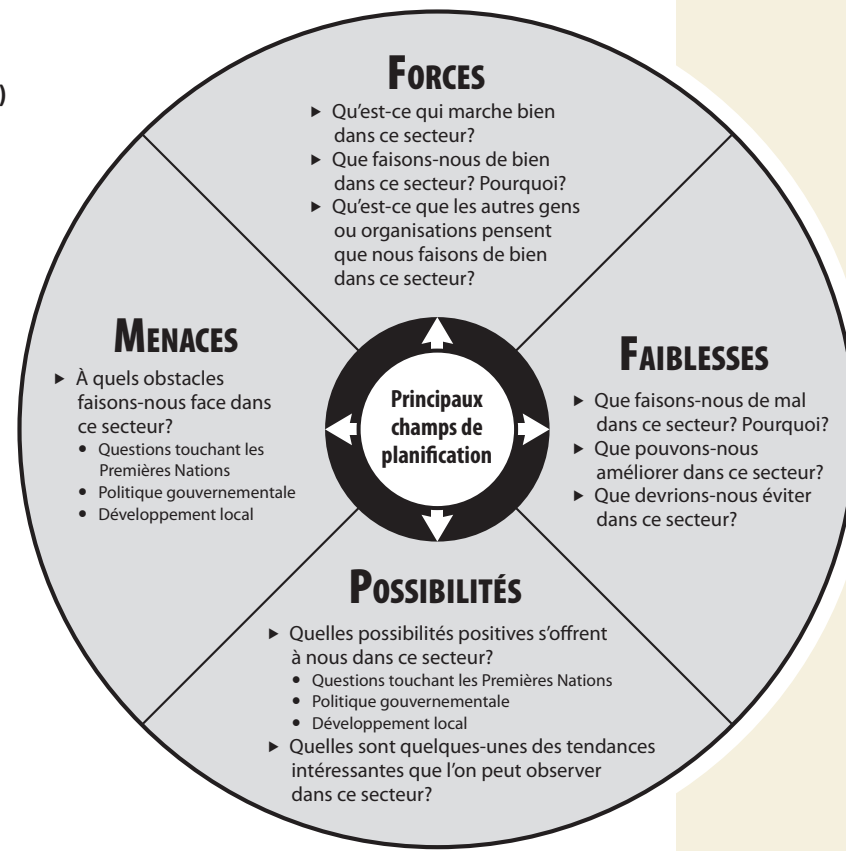 )
FORCES
▶ Qu'est-ce qui marche bien
dans ce secteur?
▶ Que faisons-nous de bien
dans ce secteur? Pourquoi?
▶ Qu'est-ce que les autres gens
ou organisations pensent
que nous faisons de bien
dans ce secteur?
MENACES
▶ À quels obstacles
faisons-nous face dans
ce secteur?
• Questions touchant les
Premières Nations
• Politique gouvernementale
• Développement local
Principaux
champs de
planification
FAIBLESSES
▶ Que faisons-nous de mal
dans ce secteur? Pourquoi?
▶ Que pouvons-nous
améliorer dans ce secteur?
▶ Que devrions-nous éviter
dans ce secteur?
POSSIBILITÉS
▶ Quelles possibilités positives s'offrent
à nous dans ce secteur?
• Questions touchant les Premières Nations
• Politique gouvernementale
• Développement local
▶ Quelles sont quelques-unes des tendances
intéressantes que l'on peut observer
dans ce secteur?